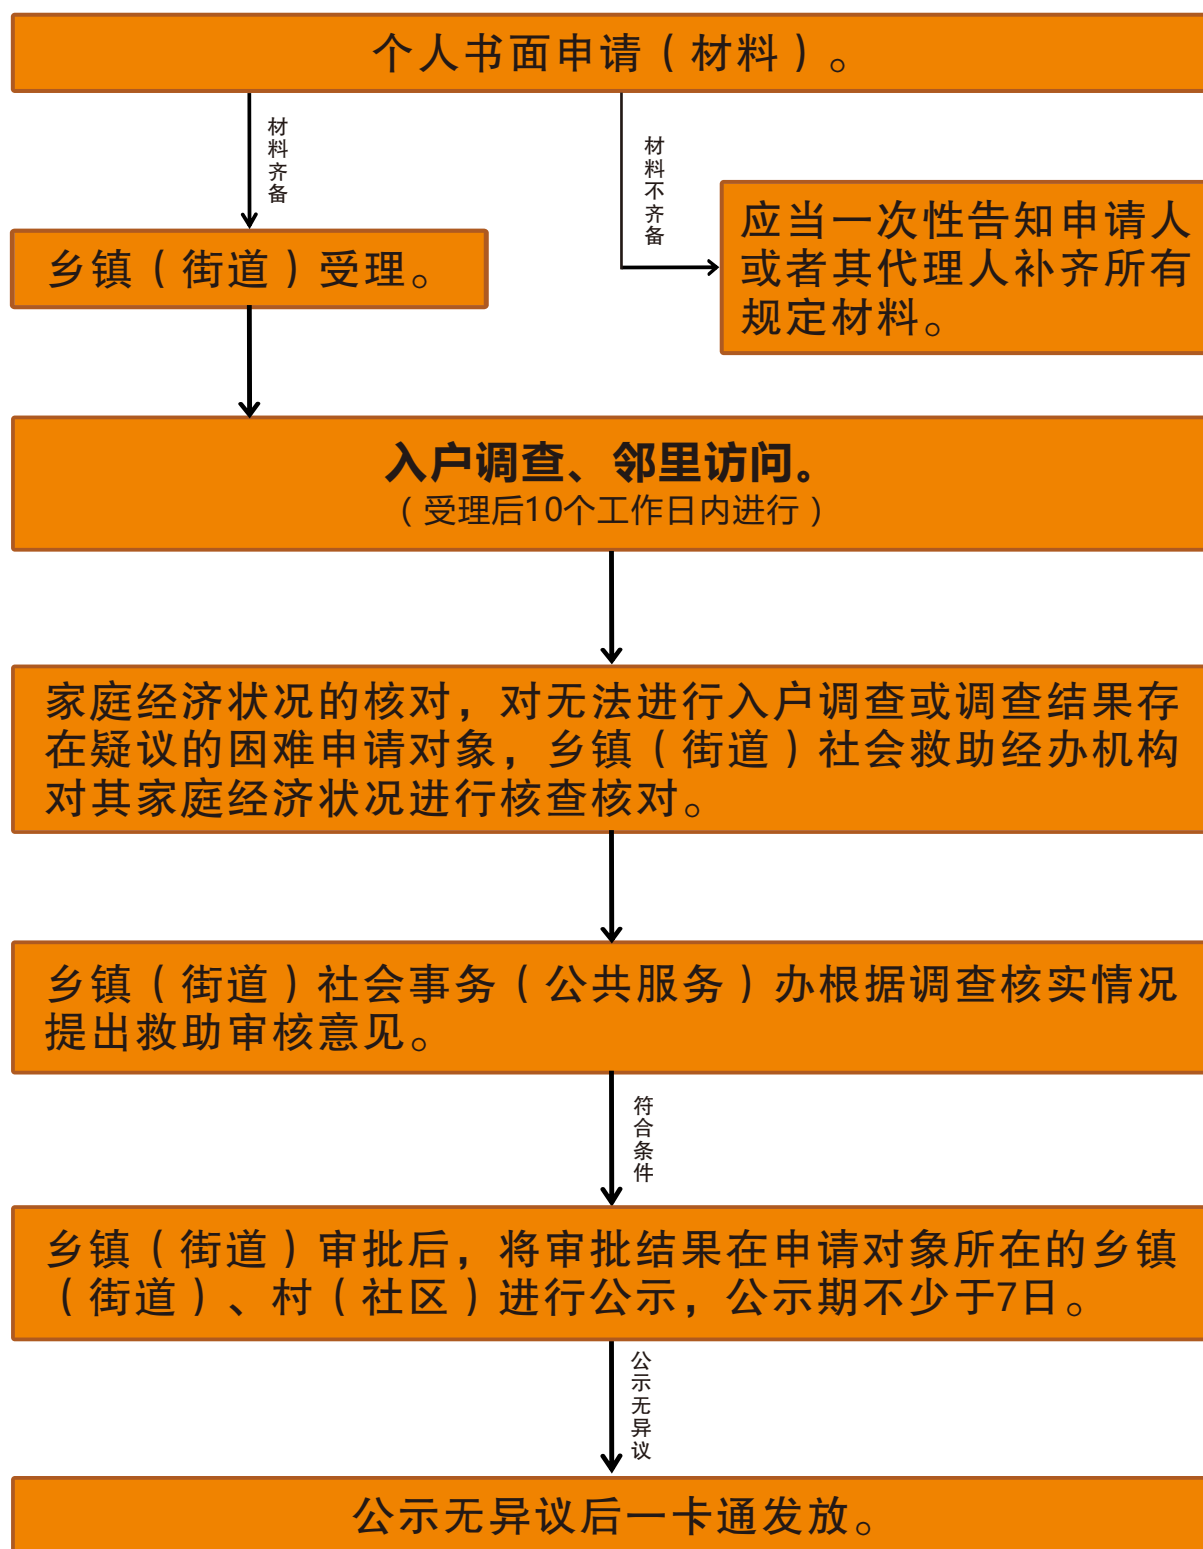 个人书面申请（材料）。
材料齐备
材料不齐备
乡镇（街道）受理。
应当一次性告知申请人
或者其代理人补齐所有
规定材料。
入户调查、邻里访问。
（受理后10个工作日内进行）
家庭经济状况的核对，对无法进行入户调查或调查结果存
在疑议的困难申请对象，乡镇（街道）社会救助经办机构
对其家庭经济状况进行核查核对。
乡镇（街道）社会事务（公共服务）办根据调查核实情况
提出救助审核意见。
符合条件
乡镇（街道）审批后，将审批结果在申请对象所在的乡镇
（街道）、村（社区）进行公示，公示期不少于7日。
公示无异议
公示无异议后一卡通发放。